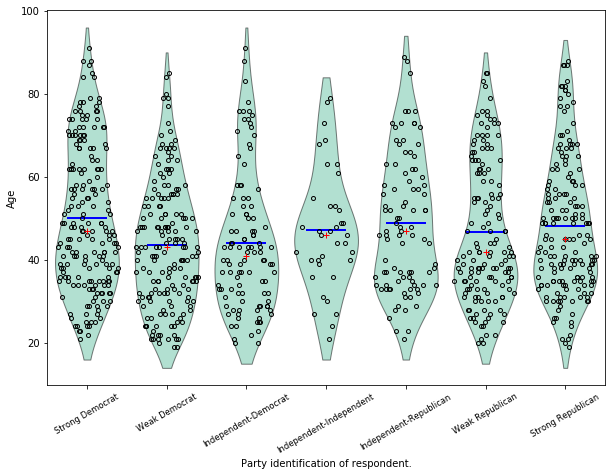 100
80
60
40
20
Age
Strong Democrat
Weak Democrat
Independent-Democrat
Independent-Independent
Independent-Republican
Weak Republican
Strong Republican
Party identification of respondent.